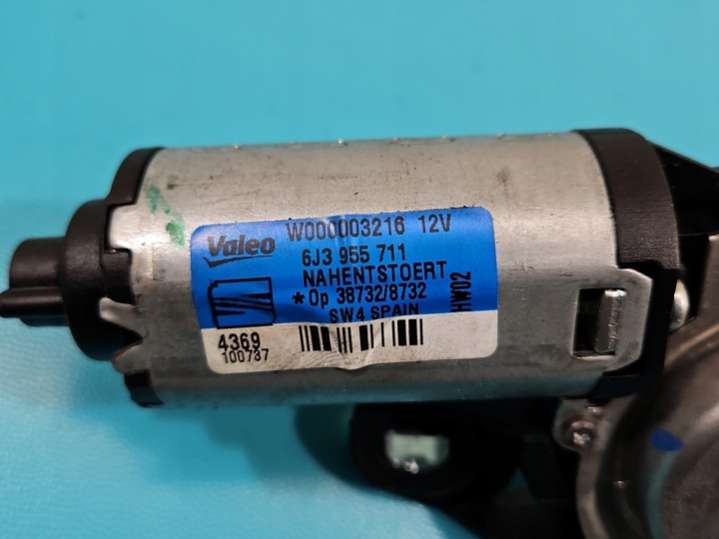 Valeo W000003216 12V
6J3 955 711
NAHENTSTOERT
*Op 38732/8732
SW4 SPAIN
HW02
4369
100737